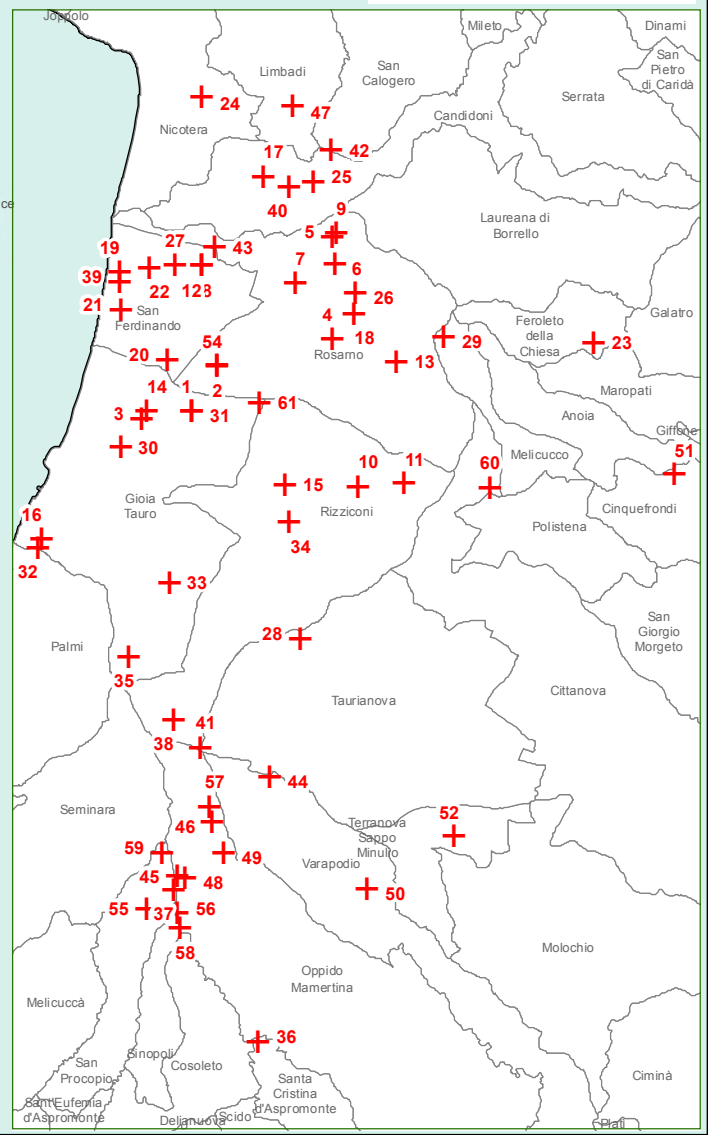 Joppolo
Mileto
Dinami
San
Pietro
di Caridà
Limbadi
San
Calogero
Serrata
24
47
Candidoni
Nicotera
17
42
25
40
9
ce
Laureana di
Borrello
5
19
27
43
7
6
39
22
12
8
26
21
San
Ferdinando
4
Galatro
Feroleto
della
Chiesa
18
29
23
54
Rosarno
20
13
14
1
2
Maropati
3
31
61
Anoia
Giffone
30
51
Melicucco
10
11
60
15
Gioia
Tauro
Rizziconi
Cinquefrondi
16
Polistena
34
32
33
San
Giorgio
Morgeto
28
Palmi
35
Cittanova
Taurianova
41
38
44
57
Seminara
52
46
Terranova
Sappo
Minulio
59
49
Varapodio
45
48
50
55
37
56
58
Molochio
Oppido
Mamertina
Melicuccà
36
Sinopoli
San
Procopio
Cosoleto
Ciminà
Santa
Cristina
d'Aspromonte
Sant'Eufemia
d'Aspromonte
Delianuova
Scido
Platì